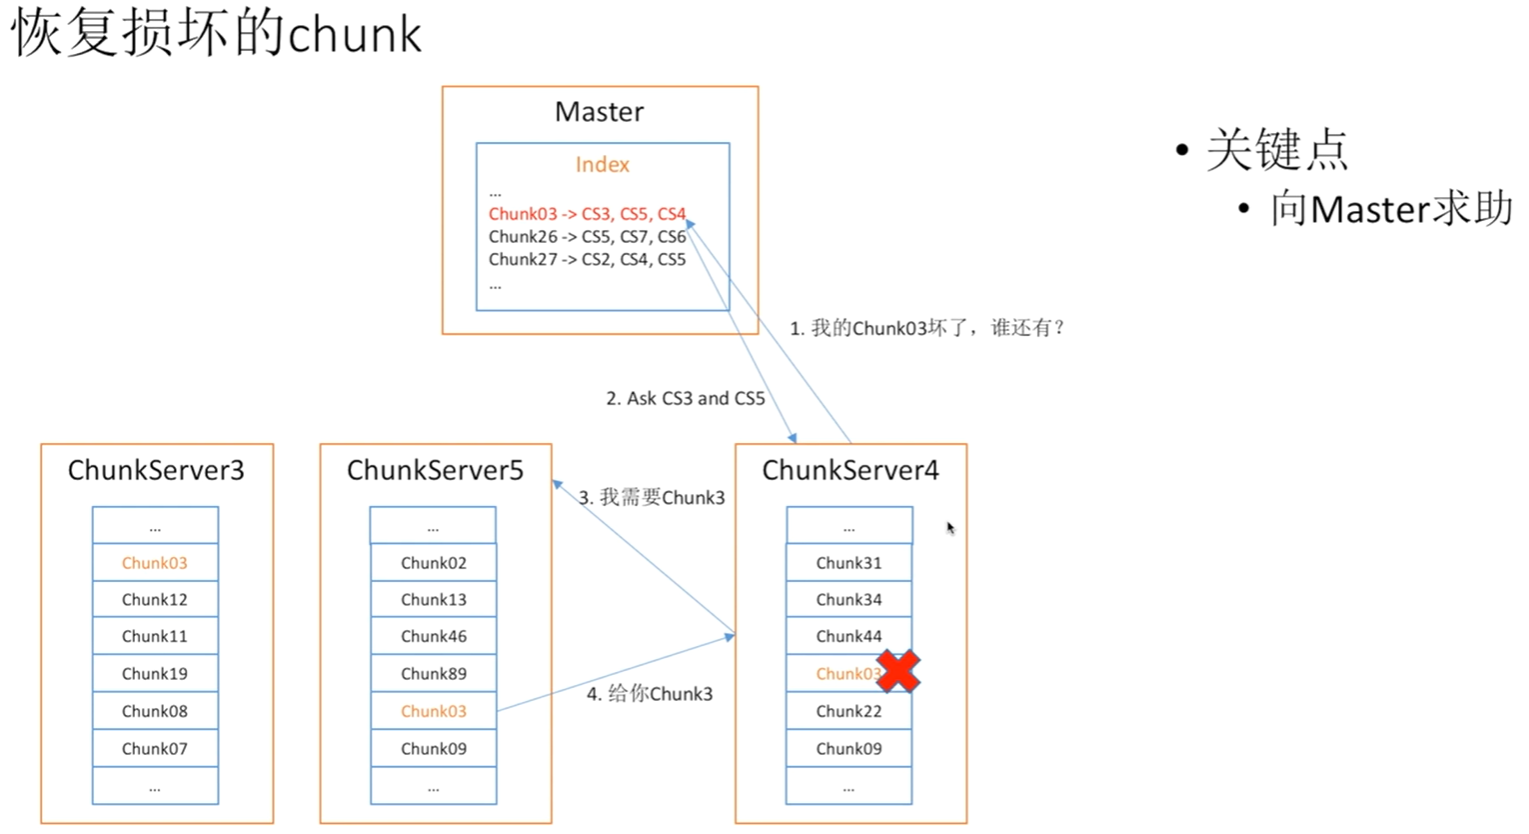 恢复损坏的chunk
Master
Index
...
Chunk03 -> CS3, CS5, CS4
Chunk26 -> CS5, CS7, CS6
Chunk27 -> CS2, CS4, CS5
...
• 关键点
• 向Master求助
1. 我的Chunk03坏了，谁还有？
2. Ask CS3 and CS5
ChunkServer3
...
Chunk03
Chunk12
Chunk11
Chunk19
Chunk08
Chunk07
...
ChunkServer5
...
Chunk02
Chunk13
Chunk46
Chunk89
Chunk03
Chunk09
...
3. 我需要Chunk3
4. 给你Chunk3
ChunkServer4
...
Chunk31
Chunk34
Chunk44
Chunk03
Chunk22
Chunk09
...